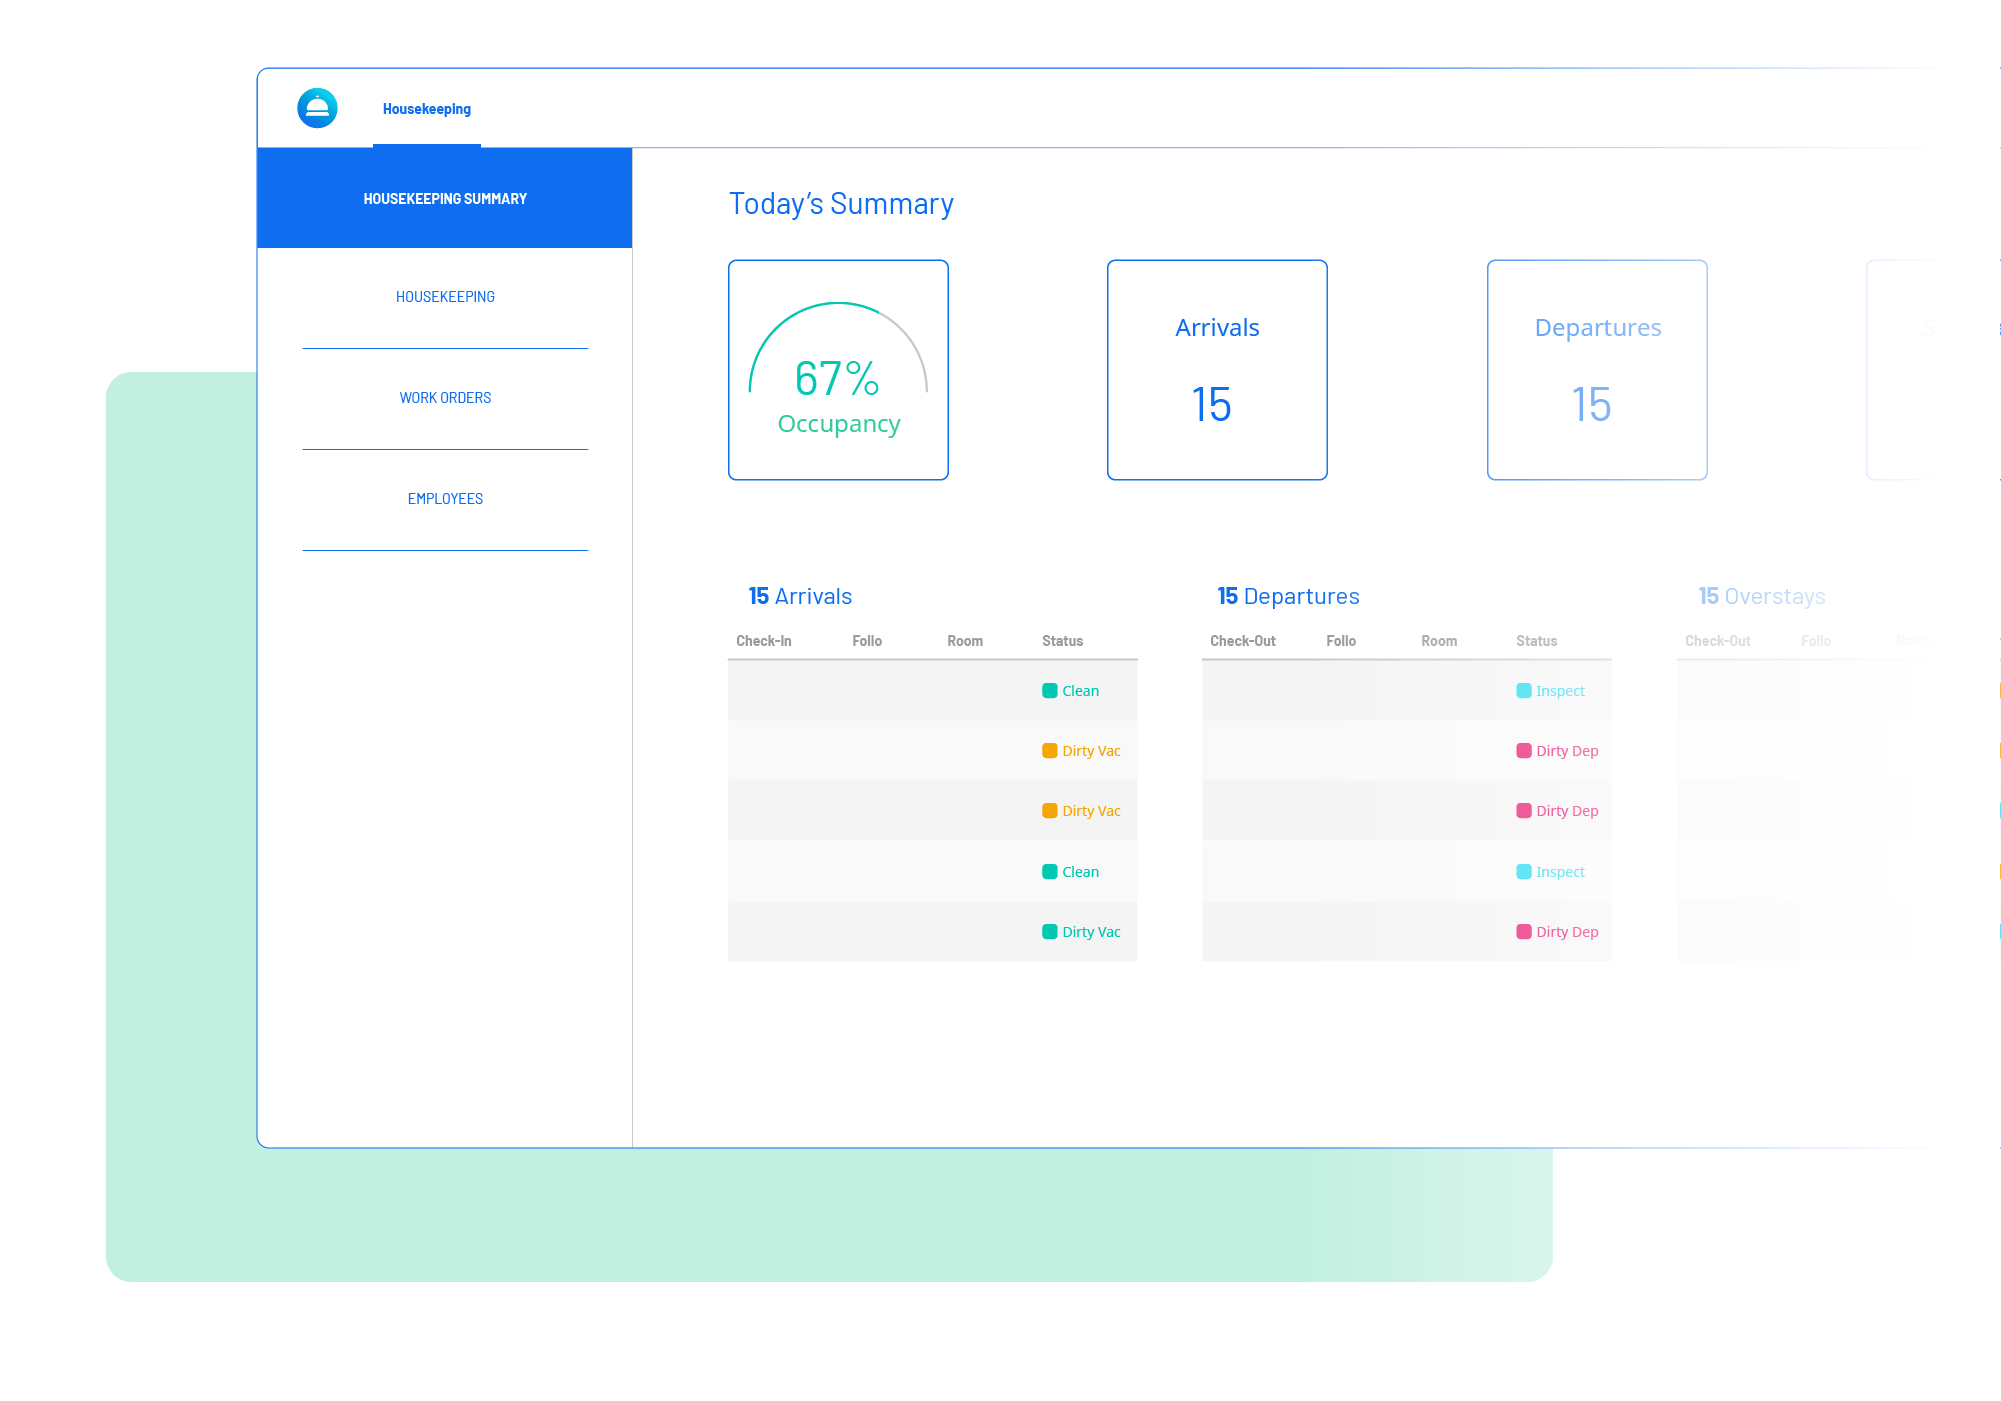 Housekeeping
HOUSEKEEPING SUMMARY
HOUSEKEEPING
WORK ORDERS
EMPLOYEES
Today’s Summary
67%
Occupancy
Arrivals
15
Departures
15
15 Arrivals
Check-In Folio Room Status
Clean
Dirty Vac
Dirty Vac
Clean
Dirty Vac
15 Departures
Check-Out Folio Room Status
Inspect
Dirty Dep
Dirty Dep
Inspect
Dirty Dep
15 Overstays
Check-Out Folio Room